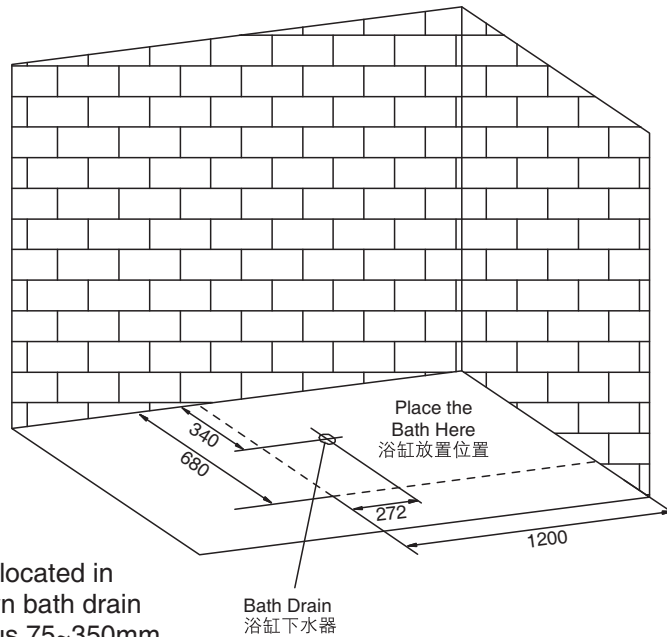 Place the
Bath Here
浴缸放置位置
340
680
272
1200
located in
bath drain
75~350mm
Bath Drain
浴缸下水器